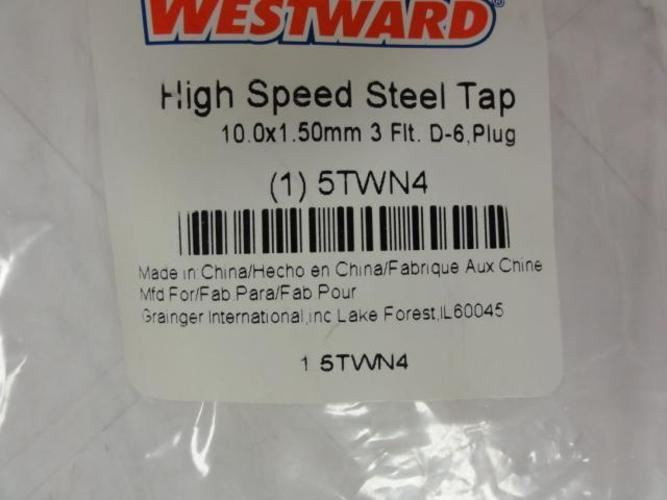 WESTWARD®
High Speed Steel Tap
10.0x1.50mm 3 Flt. D-6,Plug
(1) 5TWN4
Made in China/Hecho en China/Fabrique Aux Chine
Mfd For/Fab Para/Fab Pour
Grainger International,inc Lake Forest,IL60045
1 5TWN4